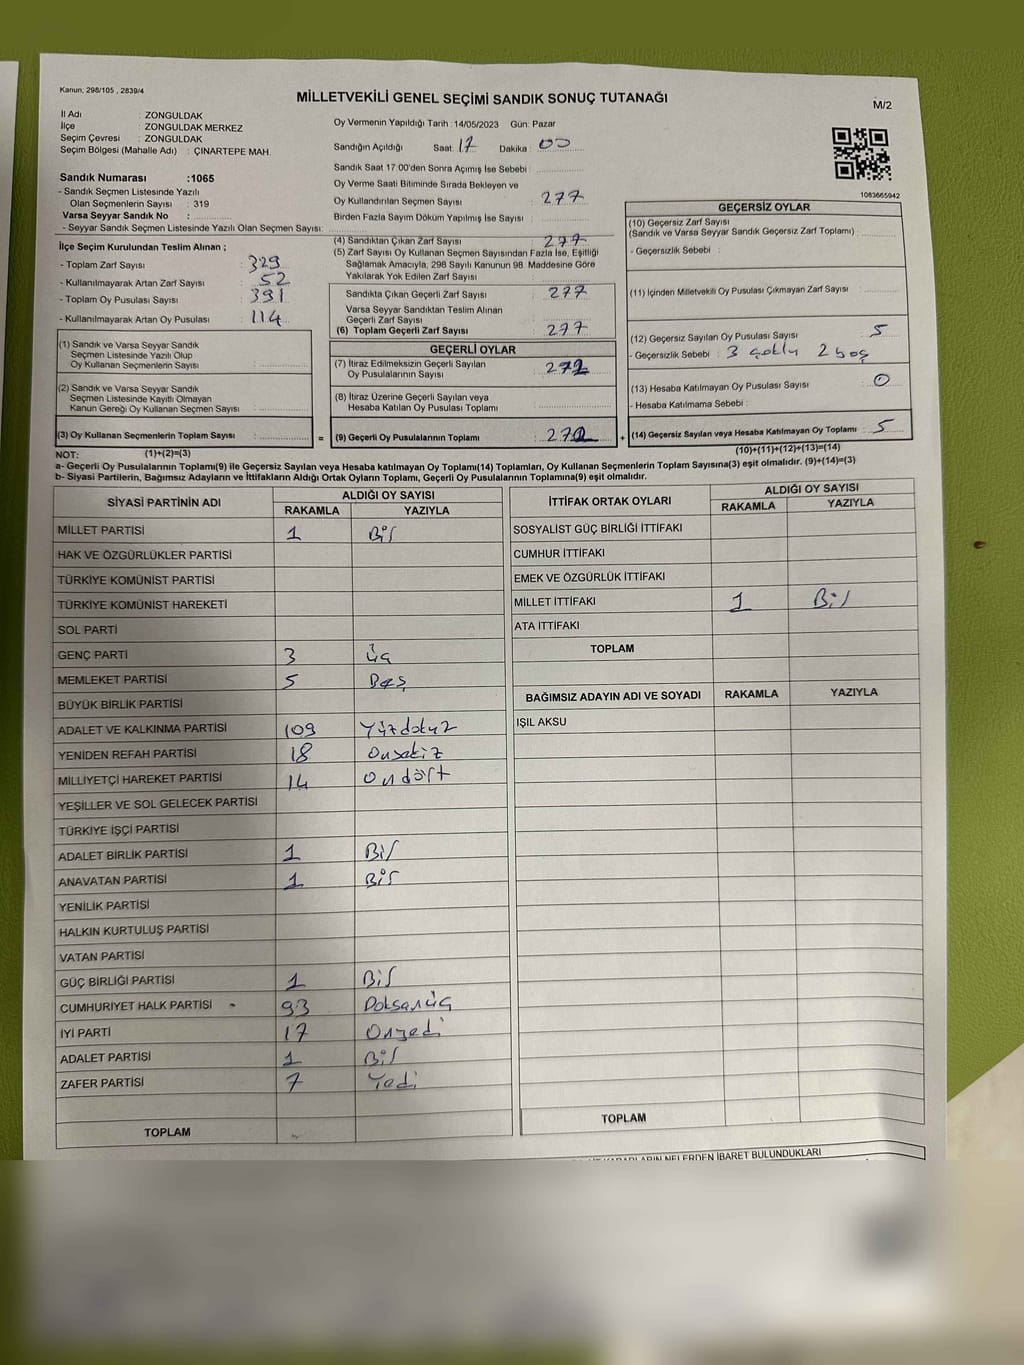 Kanun, 298/105 , 2839/4
MİLLETVEKİLİ GENEL SEÇİMİ SANDIK SONUÇ TUTANAĞI
M/2
İl Adı : ZONGULDAK
İlçe : ZONGULDAK MERKEZ
Seçim Çevresi : ZONGULDAK
Seçim Bölgesi (Mahalle Adı) : ÇINARTEPE MAH.
Sandık Numarası :1065
- Sandık Seçmen Listesinde Yazılı
Olan Seçmenlerin Sayısı : 319
Varsa Seyyar Sandık No :
- Seyyar Sandık Seçmen Listesinde Yazılı Olan Seçmen Sayısı:
Oy Vermenin Yapıldığı Tarih :14/05/2023 Gün: Pazar
Sandığın Açıldığı Saat: 17 Dakika : 00
Sandık Saat 17.00'den Sonra Açımış İse Sebebi :
Oy Verme Saati Bitiminde Sırada Bekleyen ve
Oy Kullandırılan Seçmen Sayısı : 277
Birden Fazla Sayım Döküm Yapılmış İse Sayısı :
1083665942
İlçe Seçim Kurulundan Teslim Alınan ;
- Toplam Zarf Sayısı : 329
- Kullanılmayarak Artan Zarf Sayısı : 52
- Toplam Oy Pusulası Sayısı : 391
- Kullanılmayarak Artan Oy Pusulası : 114
(1) Sandık ve Varsa Seyyar Sandık
Seçmen Listesinde Yazılı Olup
Oy Kullanan Seçmenlerin Sayısı :
(2) Sandık ve Varsa Seyyar Sandık
Seçmen Listesinde Kayıtlı Olmayan
Kanun Gereği Oy Kullanan Seçmen Sayısı :
(3) Oy Kullanan Seçmenlerin Toplam Sayısı :
(4) Sandıktan Çıkan Zarf Sayısı : 277
(5) Zarf Sayısı Oy Kullanan Seçmen Sayısından Fazla İse, Eşitliği
Sağlamak Amacıyla, 298 Sayılı Kanunun 98. Maddesine Göre
Yakılarak Yok Edilen Zarf Sayısı :
Sandıkta Çıkan Geçerli Zarf Sayısı : 277
Varsa Seyyar Sandıktan Teslim Alınan
Geçerli Zarf Sayısı :
(6) Toplam Geçerli Zarf Sayısı : 277
GEÇERLİ OYLAR
(7) İtiraz Edilmeksizin Geçerli Sayılan
Oy Pusulalarının Sayısı : 272
(8) İtiraz Üzerine Geçerli Sayılan veya
Hesaba Katılan Oy Pusulası Toplamı :
= (9) Geçerli Oy Pusulalarının Toplamı : 272 +
GEÇERSİZ OYLAR
(10) Geçersiz Zarf Sayısı
(Sandık ve Varsa Seyyar Sandık Geçersiz Zarf Toplamı) :
- Geçersizlik Sebebi :
(11) İçinden Milletvekili Oy Pusulası Çıkmayan Zarf Sayısı :
(12) Geçersiz Sayılan Oy Pusulası Sayısı : 5
- Geçersizlik Sebebi : 3 çoklu 2 boş
(13) Hesaba Katılmayan Oy Pusulası Sayısı : 0
- Hesaba Katılmama Sebebi :
(14) Geçersiz Sayılan veya Hesaba Katılmayan Oy Toplamı : 5
NOT: (1)+(2)=(3) (10)+(11)+(12)+(13)=(14)
a- Geçerli Oy Pusulalarının Toplamı(9) ile Geçersiz Sayılan veya Hesaba katılmayan Oy Toplamı(14) Toplamları, Oy Kullanan Seçmenlerin Toplam Sayısına(3) eşit olmalıdır. (9)+(14)=(3)
b- Siyasi Partilerin, Bağımsız Adayların ve İttifakların Aldığı Ortak Oyların Toplamı, Geçerli Oy Pusulalarının Toplamına(9) eşit olmalıdır.
SİYASİ PARTİNİN ADI ALDIĞI OY SAYISI
RAKAMLA YAZIYLA
MİLLET PARTİSİ 1 Bir
HAK VE ÖZGÜRLÜKLER PARTİSİ
TÜRKİYE KOMÜNİST PARTİSİ
TÜRKİYE KOMÜNİST HAREKETİ
SOL PARTİ
GENÇ PARTİ 3 Üç
MEMLEKET PARTİSİ 5 Beş
BÜYÜK BİRLİK PARTİSİ
ADALET VE KALKINMA PARTİSİ 109 Yüzdokuz
YENİDEN REFAH PARTİSİ 18 Onsekiz
MİLLİYETÇİ HAREKET PARTİSİ 14 Ondört
YEŞİLLER VE SOL GELECEK PARTİSİ
TÜRKİYE İŞÇİ PARTİSİ
ADALET BİRLİK PARTİSİ 1 Bir
ANAVATAN PARTİSİ 1 Bir
YENİLİK PARTİSİ
HALKIN KURTULUŞ PARTİSİ
VATAN PARTİSİ
GÜÇ BİRLİĞİ PARTİSİ 1 Bir
CUMHURİYET HALK PARTİSİ 93 Doksanüç
İYİ PARTİ 17 Onyedi
ADALET PARTİSİ 1 Bir
ZAFER PARTİSİ 7 Yedi
TOPLAM
İTTİFAK ORTAK OYLARI ALDIĞI OY SAYISI
RAKAMLA YAZIYLA
SOSYALİST GÜÇ BİRLİĞİ İTTİFAKI
CUMHUR İTTİFAKI
EMEK VE ÖZGÜRLÜK İTTİFAKI
MİLLET İTTİFAKI 1 Bir
ATA İTTİFAKI
TOPLAM
BAĞIMSIZ ADAYIN ADI VE SOYADI RAKAMLA YAZIYLA
IŞIL AKSU
TOPLAM
NELERDEN İBARET BULUNDUKLARI